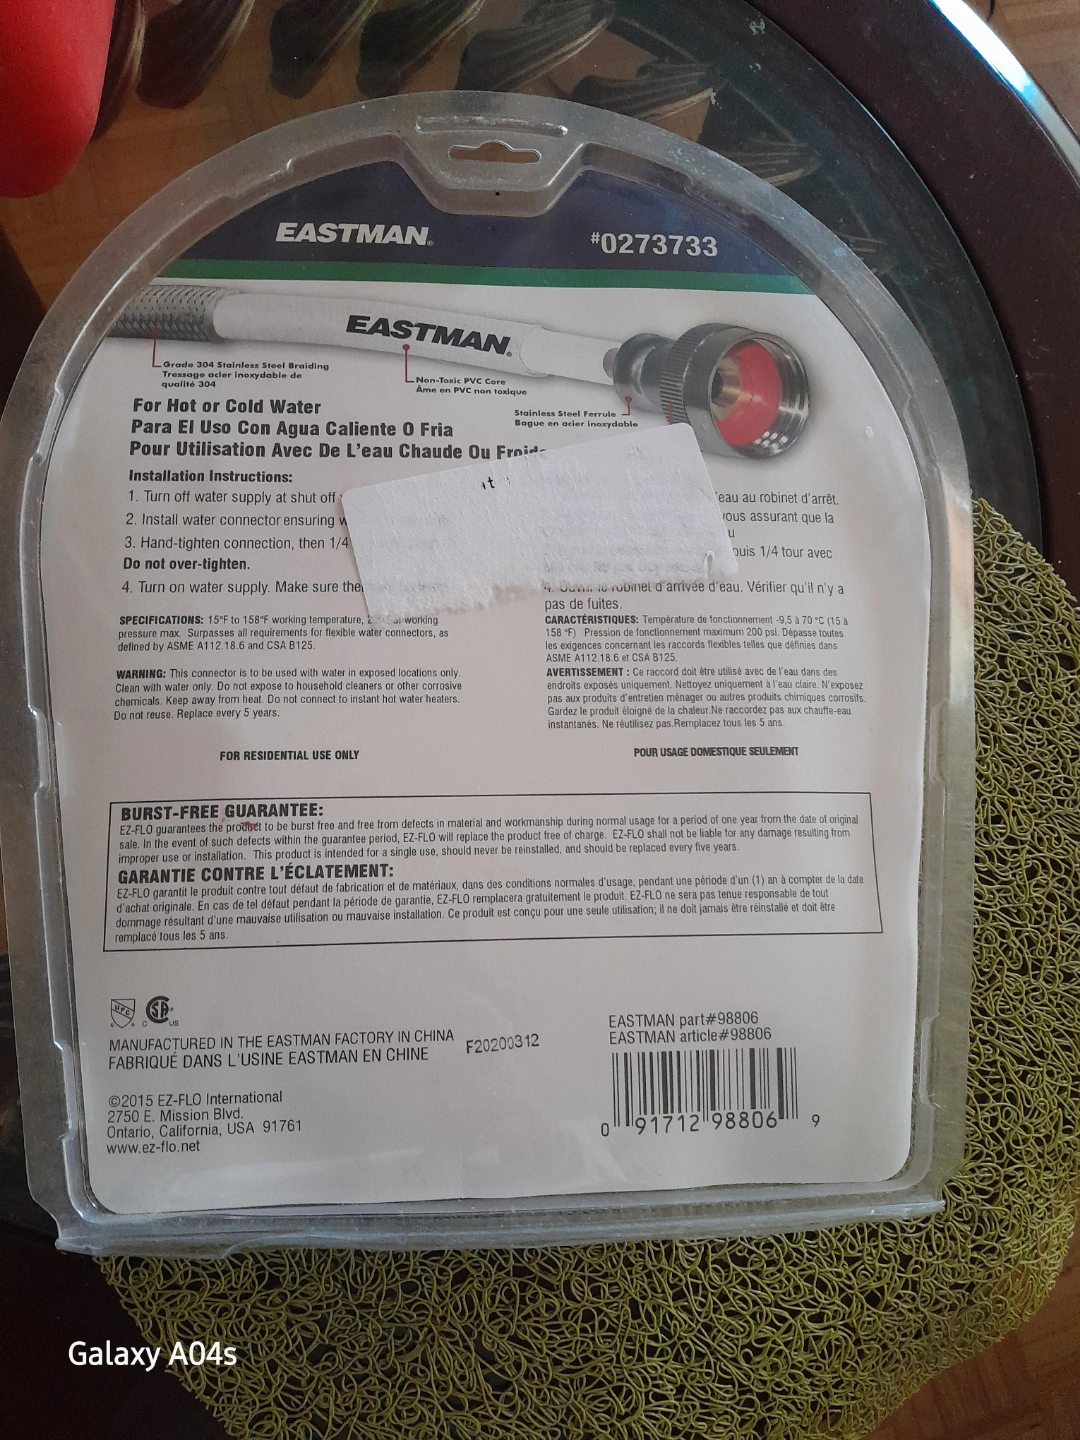 EASTMAN®
#0273733
EASTMAN®
Grade 304 Stainless Steel Braiding
Tressage acier inoxydable de
qualité 304
Non-Toxic PVC Core
Âme en PVC non toxique
Stainless Steel Ferrule
Bague en acier inoxydable
For Hot or Cold Water
Para El Uso Con Agua Caliente O Fria
Pour Utilisation Avec De L'eau Chaude Ou Froide
Installation Instructions:
1. Turn off water supply at shut off
2. Install water connector ensuring
3. Hand-tighten connection, then 1/4
Do not over-tighten.
4. Turn on water supply. Make sure
SPECIFICATIONS: 15°F to 158°F working temperature, working
pressure max. Surpasses all requirements for flexible water connectors, as
defined by ASME A112.18.6 and CSA B125.
WARNING: This connector is to be used with water in exposed locations only.
Clean with water only. Do not expose to household cleaners or other corrosive
chemicals. Keep away from heat. Do not connect to instant hot water heaters.
Do not reuse. Replace every 5 years.
FOR RESIDENTIAL USE ONLY
l'eau au robinet d'arrêt.
vous assurant que la
1/4 tour avec
4. Ouvrir le robinet d'arrivée d'eau. Vérifier qu'il n'y a
pas de fuites.
CARACTÉRISTIQUES: Température de fonctionnement -9,5 à 70 °C (15 à
158 °F) Pression de fonctionnement maximum 200 psi. Dépasse toutes
les exigences concernant les raccords flexibles telles que définies dans
ASME A112.18.6 et CSA B125.
AVERTISSEMENT : Ce raccord doit être utilisé avec de l'eau dans des
endroits exposés uniquement. Nettoyez uniquement à l'eau claire. N'exposez
pas aux produits d'entretien ménager ou autres produits chimiques corrosifs.
Gardez le produit éloigné de la chaleur.Ne raccordez pas aux chauffe-eau
instantanés. Ne réutilisez pas.Remplacez tous les 5 ans.
POUR USAGE DOMESTIQUE SEULEMENT
BURST-FREE GUARANTEE:
EZ-FLO guarantees the product to be burst free and free from defects in material and workmanship during normal usage for a period of one year from the date of original
sale. In the event of such defects within the guarantee period, EZ-FLO will replace the product free of charge. EZ-FLO shall not be liable for any damage resulting from
improper use or installation. This product is intended for a single use, should never be reinstalled, and should be replaced every five years.
GARANTIE CONTRE L'ÉCLATEMENT:
EZ-FLO garantit le produit contre tout défaut de fabrication et de matériaux, dans des conditions normales d'usage, pendant une période d'un (1) an à compter de la date
d'achat originale. En cas de tel défaut pendant la période de garantie, EZ-FLO remplacera gratuitement le produit. EZ-FLO ne sera pas tenue responsable de tout
dommage résultant d'une mauvaise utilisation ou mauvaise installation. Ce produit est conçu pour une seule utilisation; il ne doit jamais être réinstallé et doit être
remplacé tous les 5 ans.
UPC
C SA® US
MANUFACTURED IN THE EASTMAN FACTORY IN CHINA
FABRIQUÉ DANS L'USINE EASTMAN EN CHINE
F20200312
©2015 EZ-FLO International
2750 E. Mission Blvd.
Ontario, California, USA 91761
www.ez-flo.net
EASTMAN part#98806
EASTMAN article#98806
0 91712 98806 9
Galaxy A04s